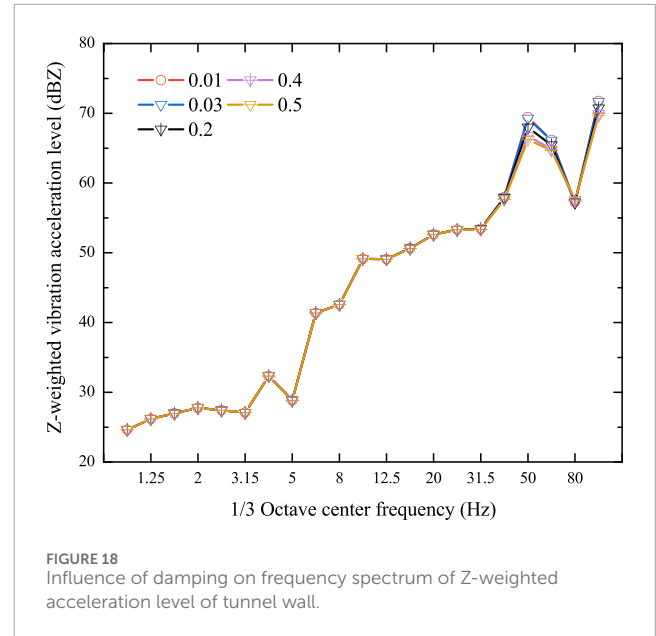 Z-weighted vibration acceleration level (dBZ)
80
70
60
50
40
30
20
0.01
0.4
0.03
0.5
0.2
1.25 2 3.15 5 8 12.5 20 31.5 50 80
1/3 Octave center frequency (Hz)
FIGURE 18
Influence of damping on frequency spectrum of Z-weighted
acceleration level of tunnel wall.